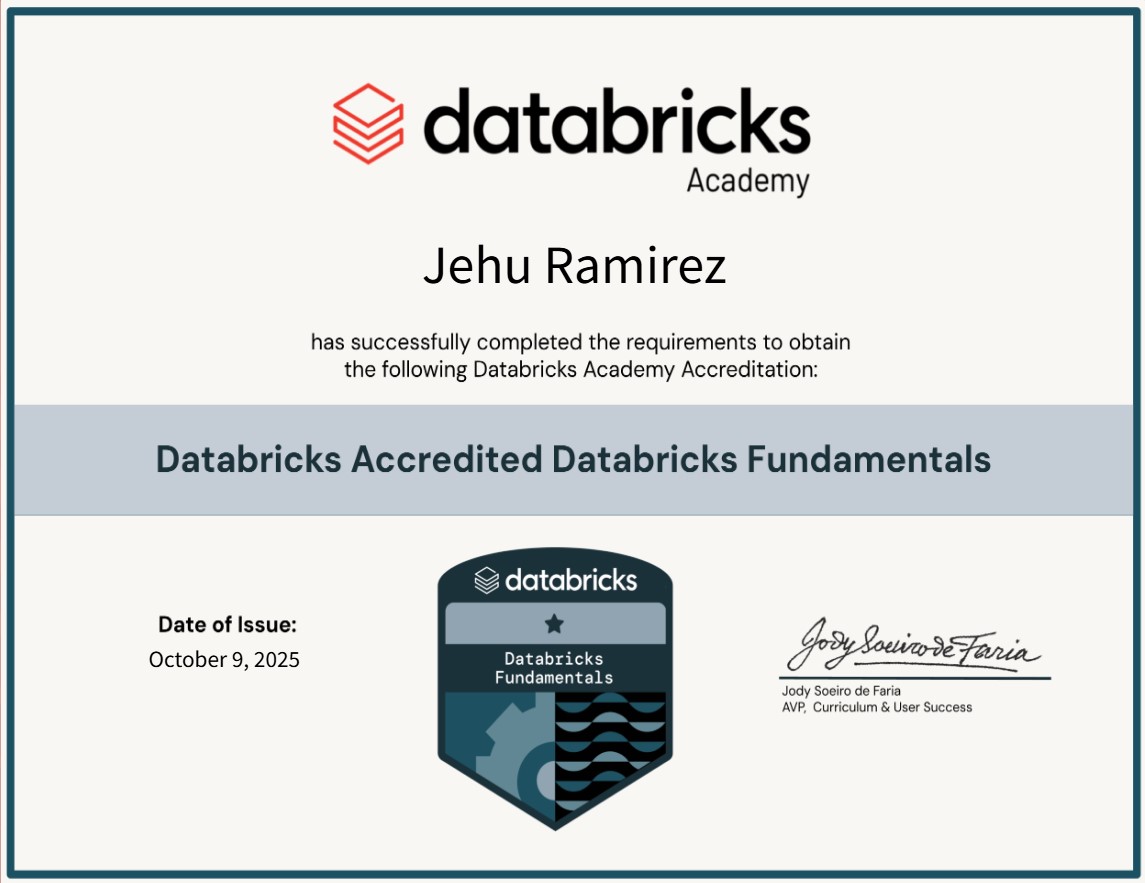 databricks
Academy
Jehu Ramirez
has successfully completed the requirements to obtain
the following Databricks Academy Accreditation:
Databricks Accredited Databricks Fundamentals
databricks
Databricks
Fundamentals
Date of Issue:
October 9, 2025
Jody Soeiro de Faria
Jody Soeiro de Faria
AVP, Curriculum & User Success